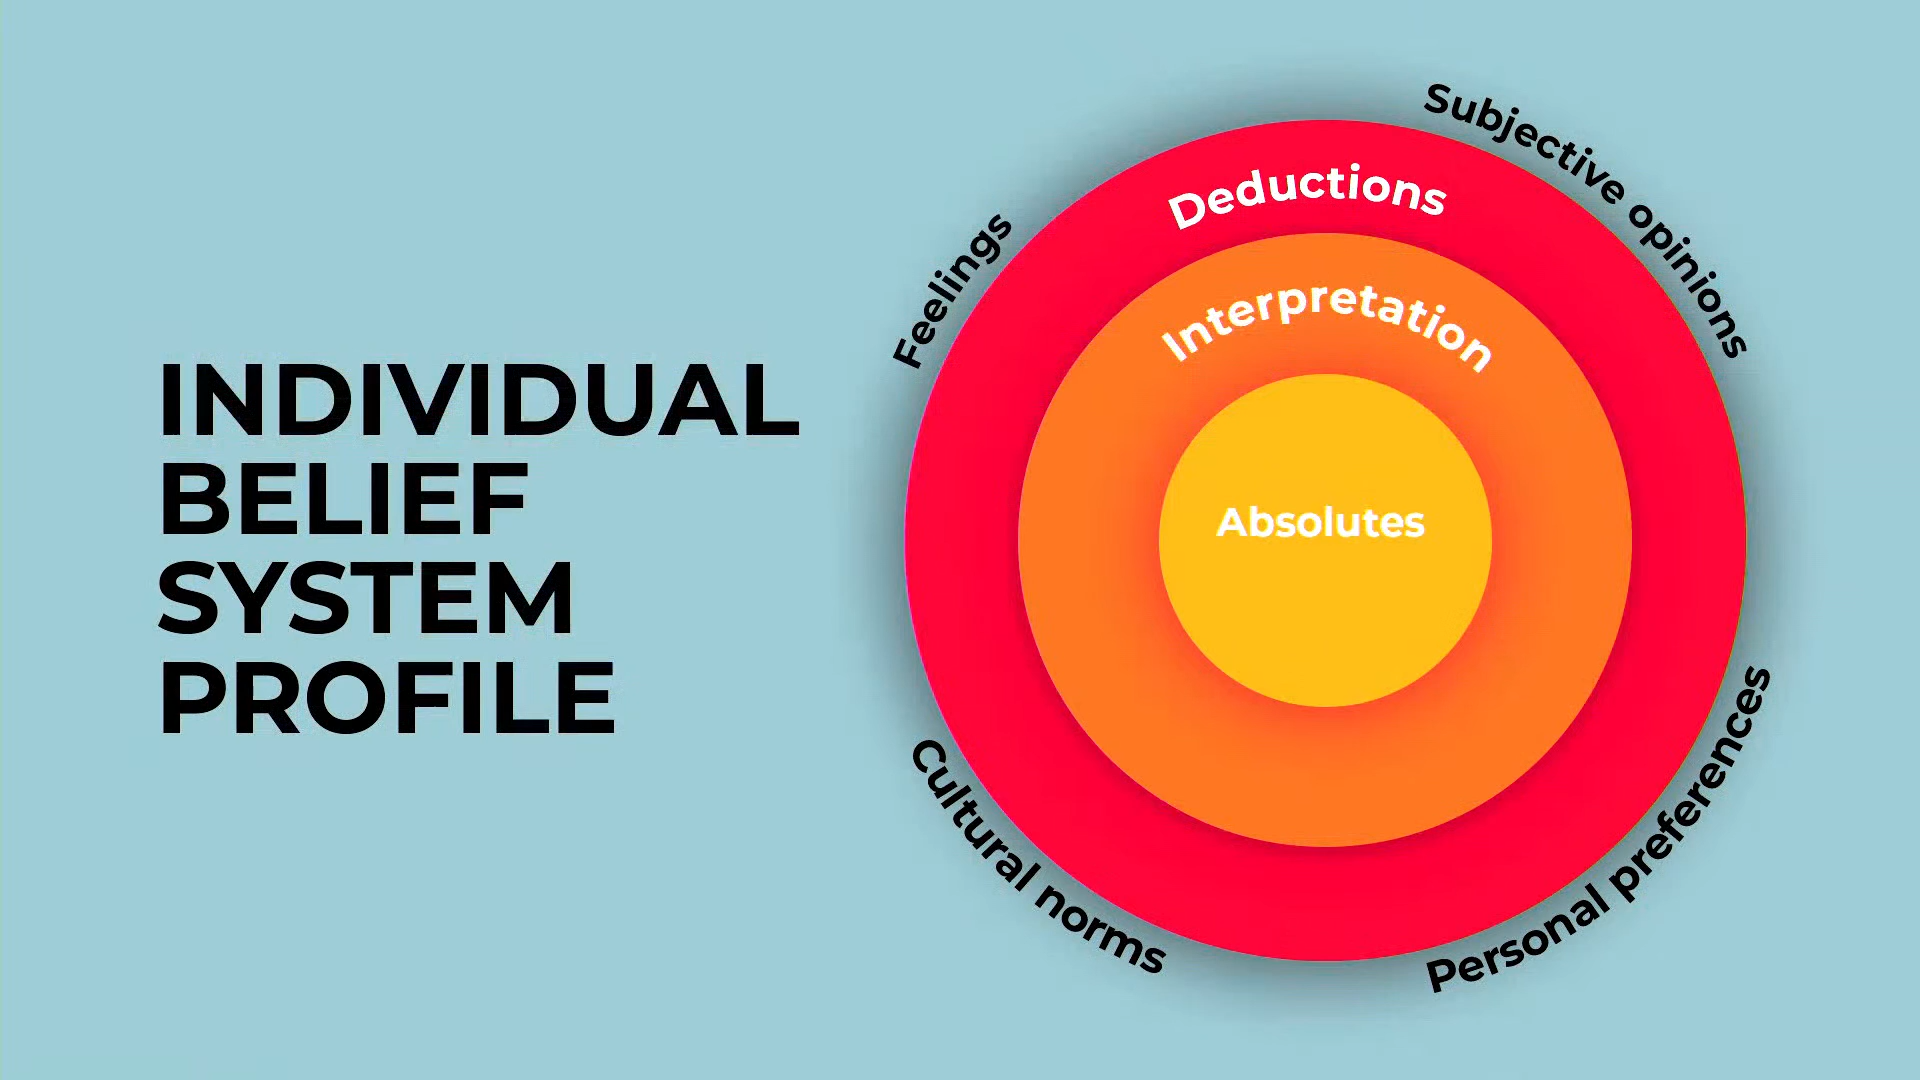 INDIVIDUAL
BELIEF
SYSTEM
PROFILE
Subjective opinions
Feelings
Deductions
Interpretation
Absolutes
Cultural norms
Personal preferences